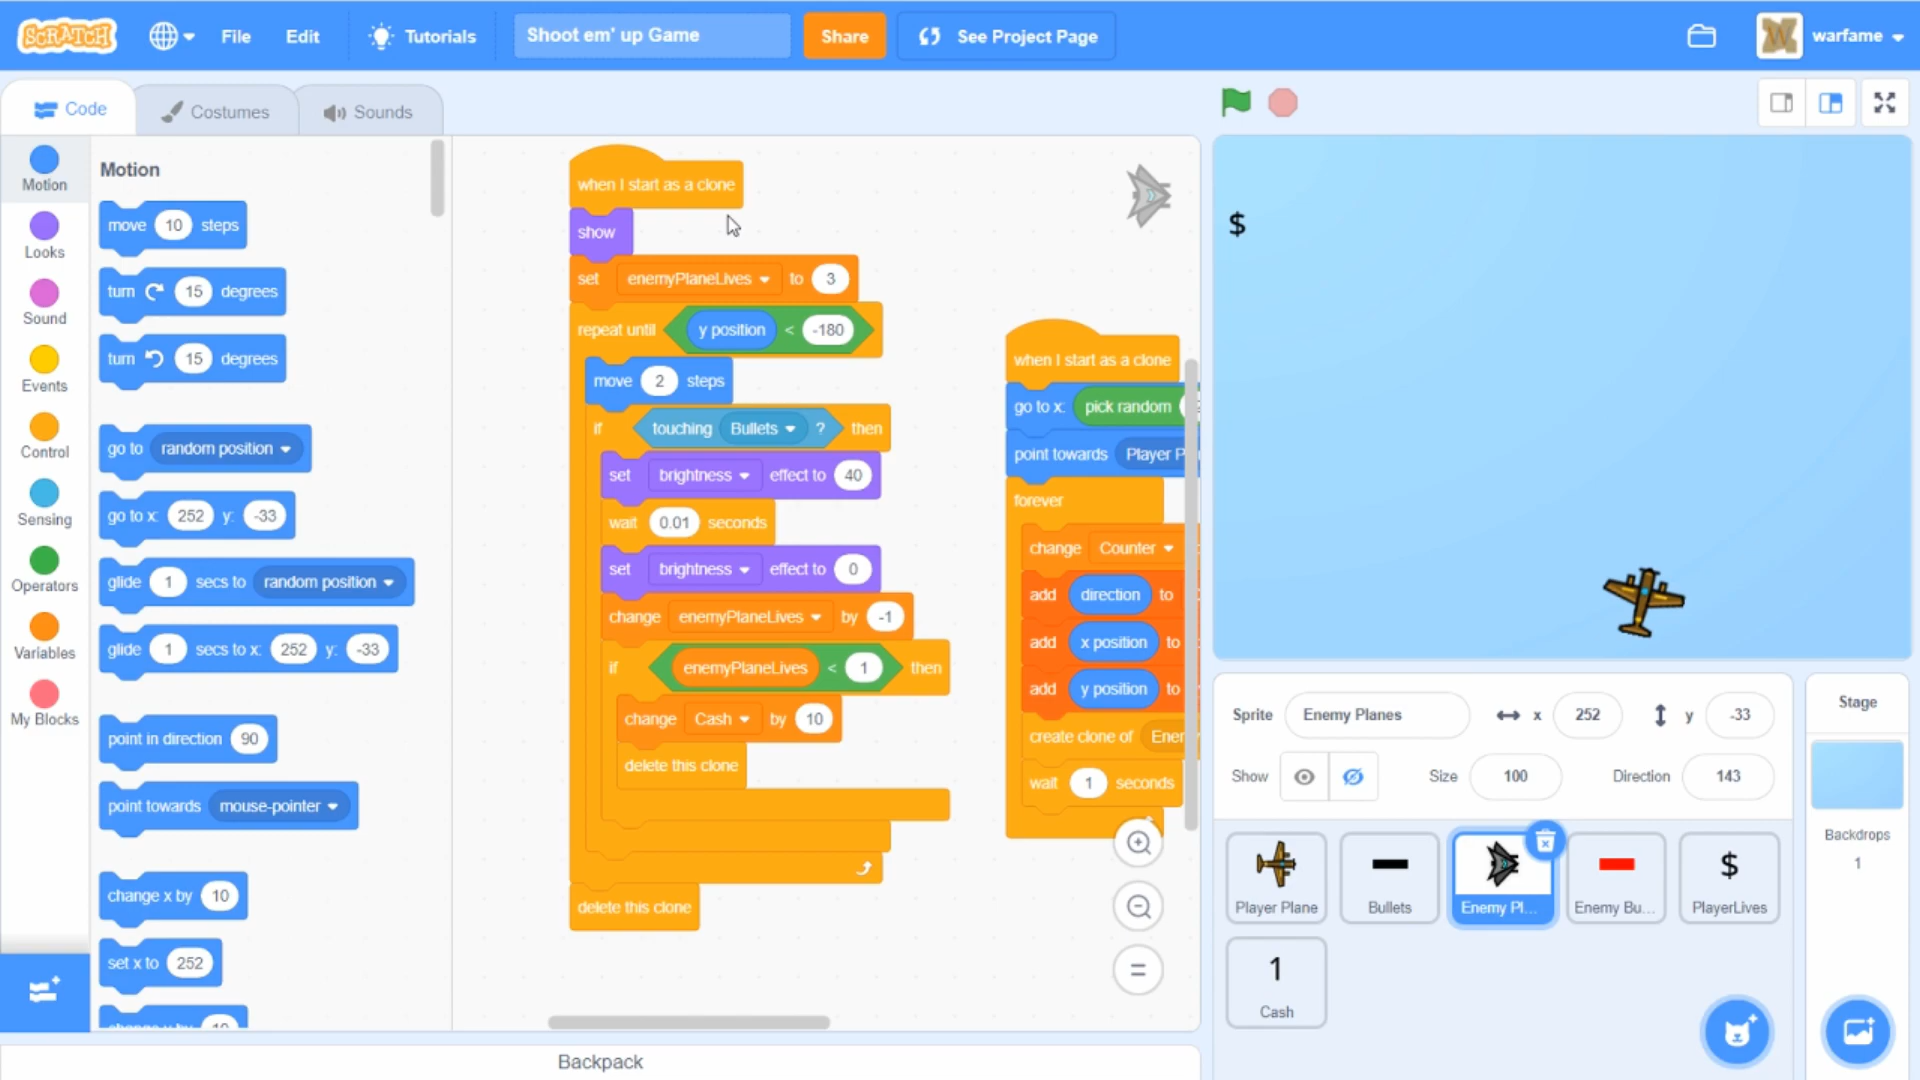 SCRATCH
File Edit Tutorials Shoot em' up Game Share See Project Page warfame
Code Costumes Sounds
Motion
Looks
Sound
Events
Control
Sensing
Operators
Variables
My Blocks
Motion
move 10 steps
turn 15 degrees
turn 15 degrees
go to random position
go to x: 252 y: -33
glide 1 secs to random position
glide 1 secs to x: 252 y: -33
point in direction 90
point towards mouse-pointer
change x by 10
set x to 252
change y by 10
when I start as a clone
show
set enemyPlaneLives to 3
repeat until y position < -180
move 2 steps
if touching Bullets ? then
set brightness effect to 40
wait 0.01 seconds
set brightness effect to 0
change enemyPlaneLives by -1
if enemyPlaneLives < 1 then
change Cash by 10
delete this clone
delete this clone
when I start as a clone
go to x: pick random
point towards Player P
forever
change Counter
add direction to
add x position to
add y position to
create clone of Ener
wait 1 seconds
Backpack
$
Sprite Enemy Planes x 252 y -33
Show Size 100 Direction 143
Player Plane
Bullets
Enemy Pl...
Enemy Bu...
$
PlayerLives
1
Cash
Stage
Backdrops
1